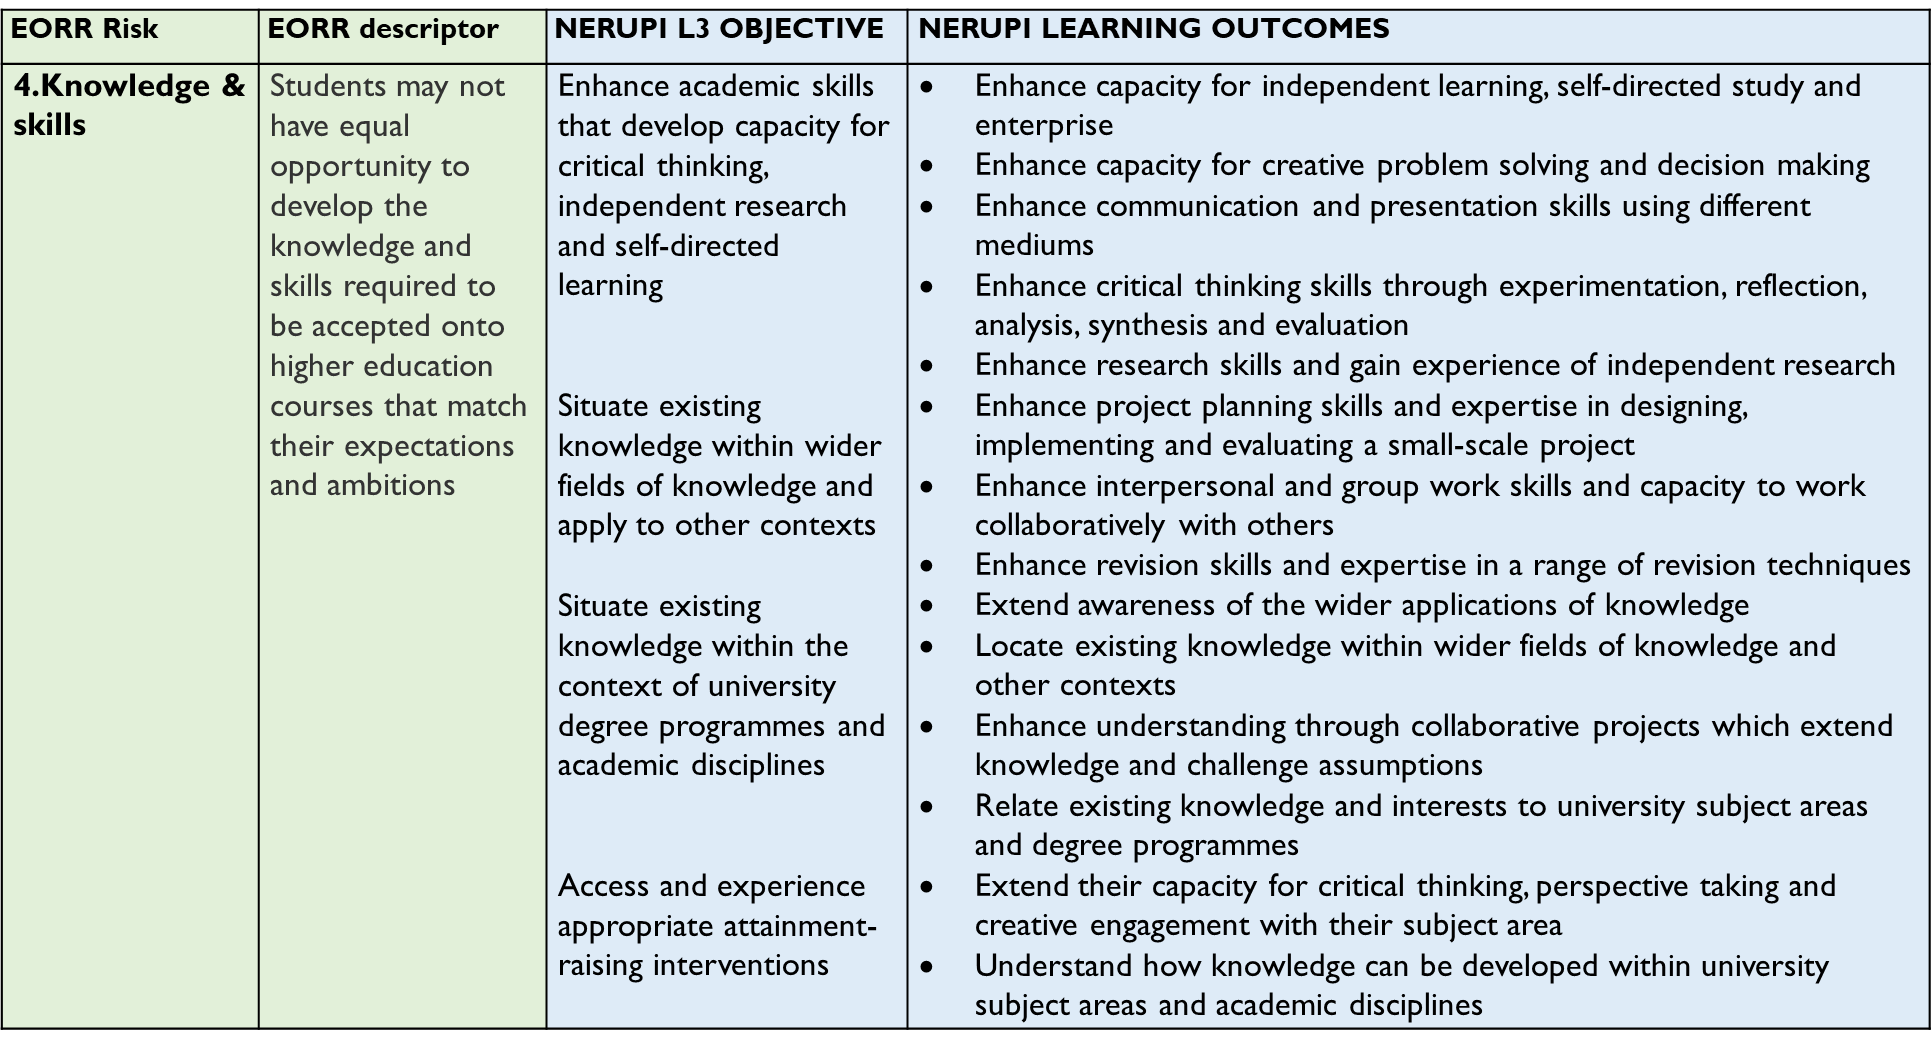 EORR Risk
EORR descriptor
NERUPI L3 OBJECTIVE
NERUPI LEARNING OUTCOMES
4.Knowledge &
skills
Students may not
have equal
opportunity to
develop the
knowledge and
skills required to
be accepted onto
higher education
courses that match
their expectations
and ambitions
Enhance academic skills
that develop capacity for
critical thinking,
independent research
and self-directed
learning
Situate existing
knowledge within wider
fields of knowledge and
apply to other contexts
Situate existing
knowledge within the
context of university
degree programmes and
academic disciplines
Access and experience
appropriate attainment-
raising interventions
• Enhance capacity for independent learning, self-directed study and
enterprise
• Enhance capacity for creative problem solving and decision making
• Enhance communication and presentation skills using different
mediums
• Enhance critical thinking skills through experimentation, reflection,
analysis, synthesis and evaluation
• Enhance research skills and gain experience of independent research
• Enhance project planning skills and expertise in designing,
implementing and evaluating a small-scale project
• Enhance interpersonal and group work skills and capacity to work
collaboratively with others
• Enhance revision skills and expertise in a range of revision techniques
• Extend awareness of the wider applications of knowledge
• Locate existing knowledge within wider fields of knowledge and
other contexts
• Enhance understanding through collaborative projects which extend
knowledge and challenge assumptions
• Relate existing knowledge and interests to university subject areas
and degree programmes
• Extend their capacity for critical thinking, perspective taking and
creative engagement with their subject area
• Understand how knowledge can be developed within university
subject areas and academic disciplines